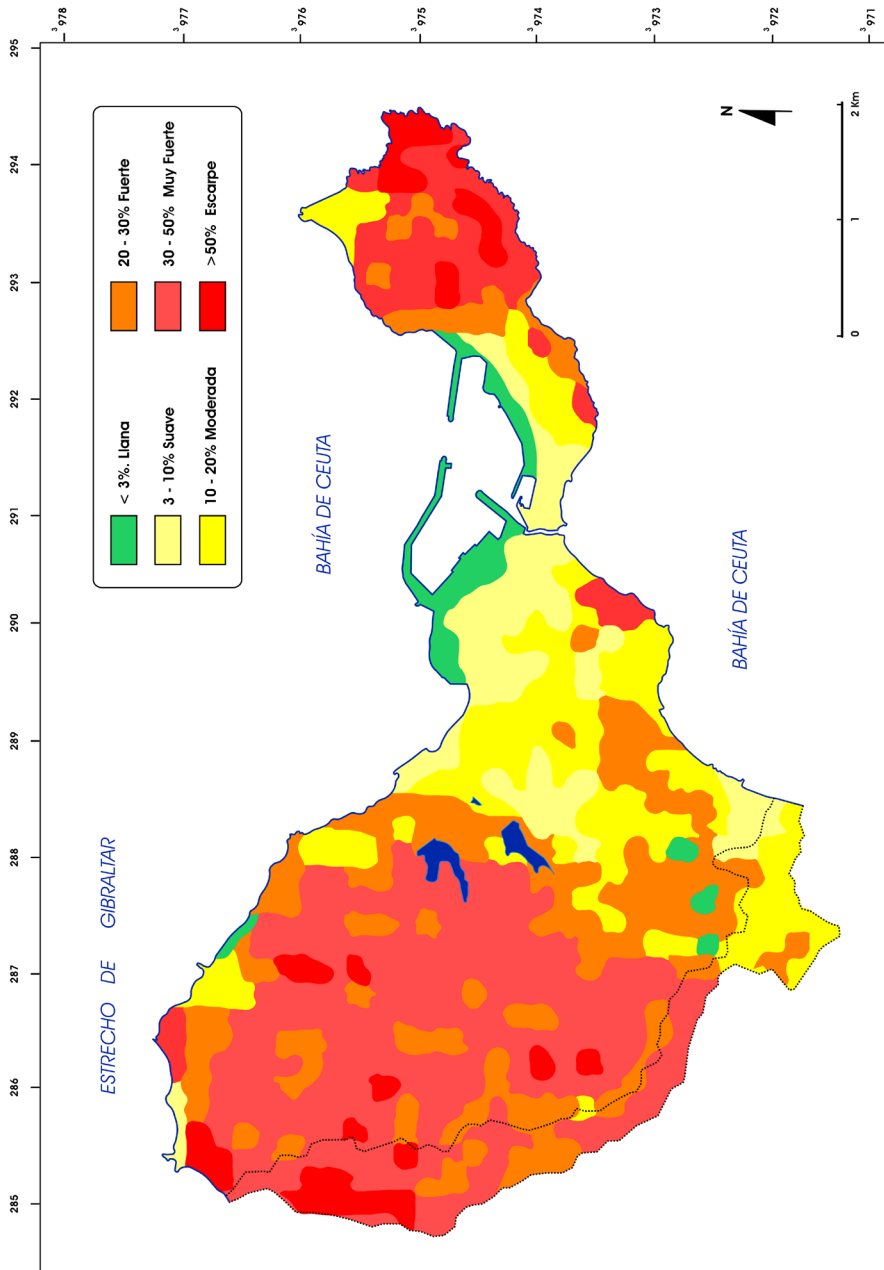 3 978
3 977
3 976
3 975
3 974
3 973
3 972
3 971
295
294
293
292
291
290
289
288
287
286
285
< 3%. Llana
3 - 10% Suave
10 - 20% Moderada
20 - 30% Fuerte
30 - 50% Muy Fuerte
>50% Escarpe
ESTRECHO DE GIBRALTAR
BAHÍA DE CEUTA
BAHÍA DE CEUTA
N
0 1 2 Km